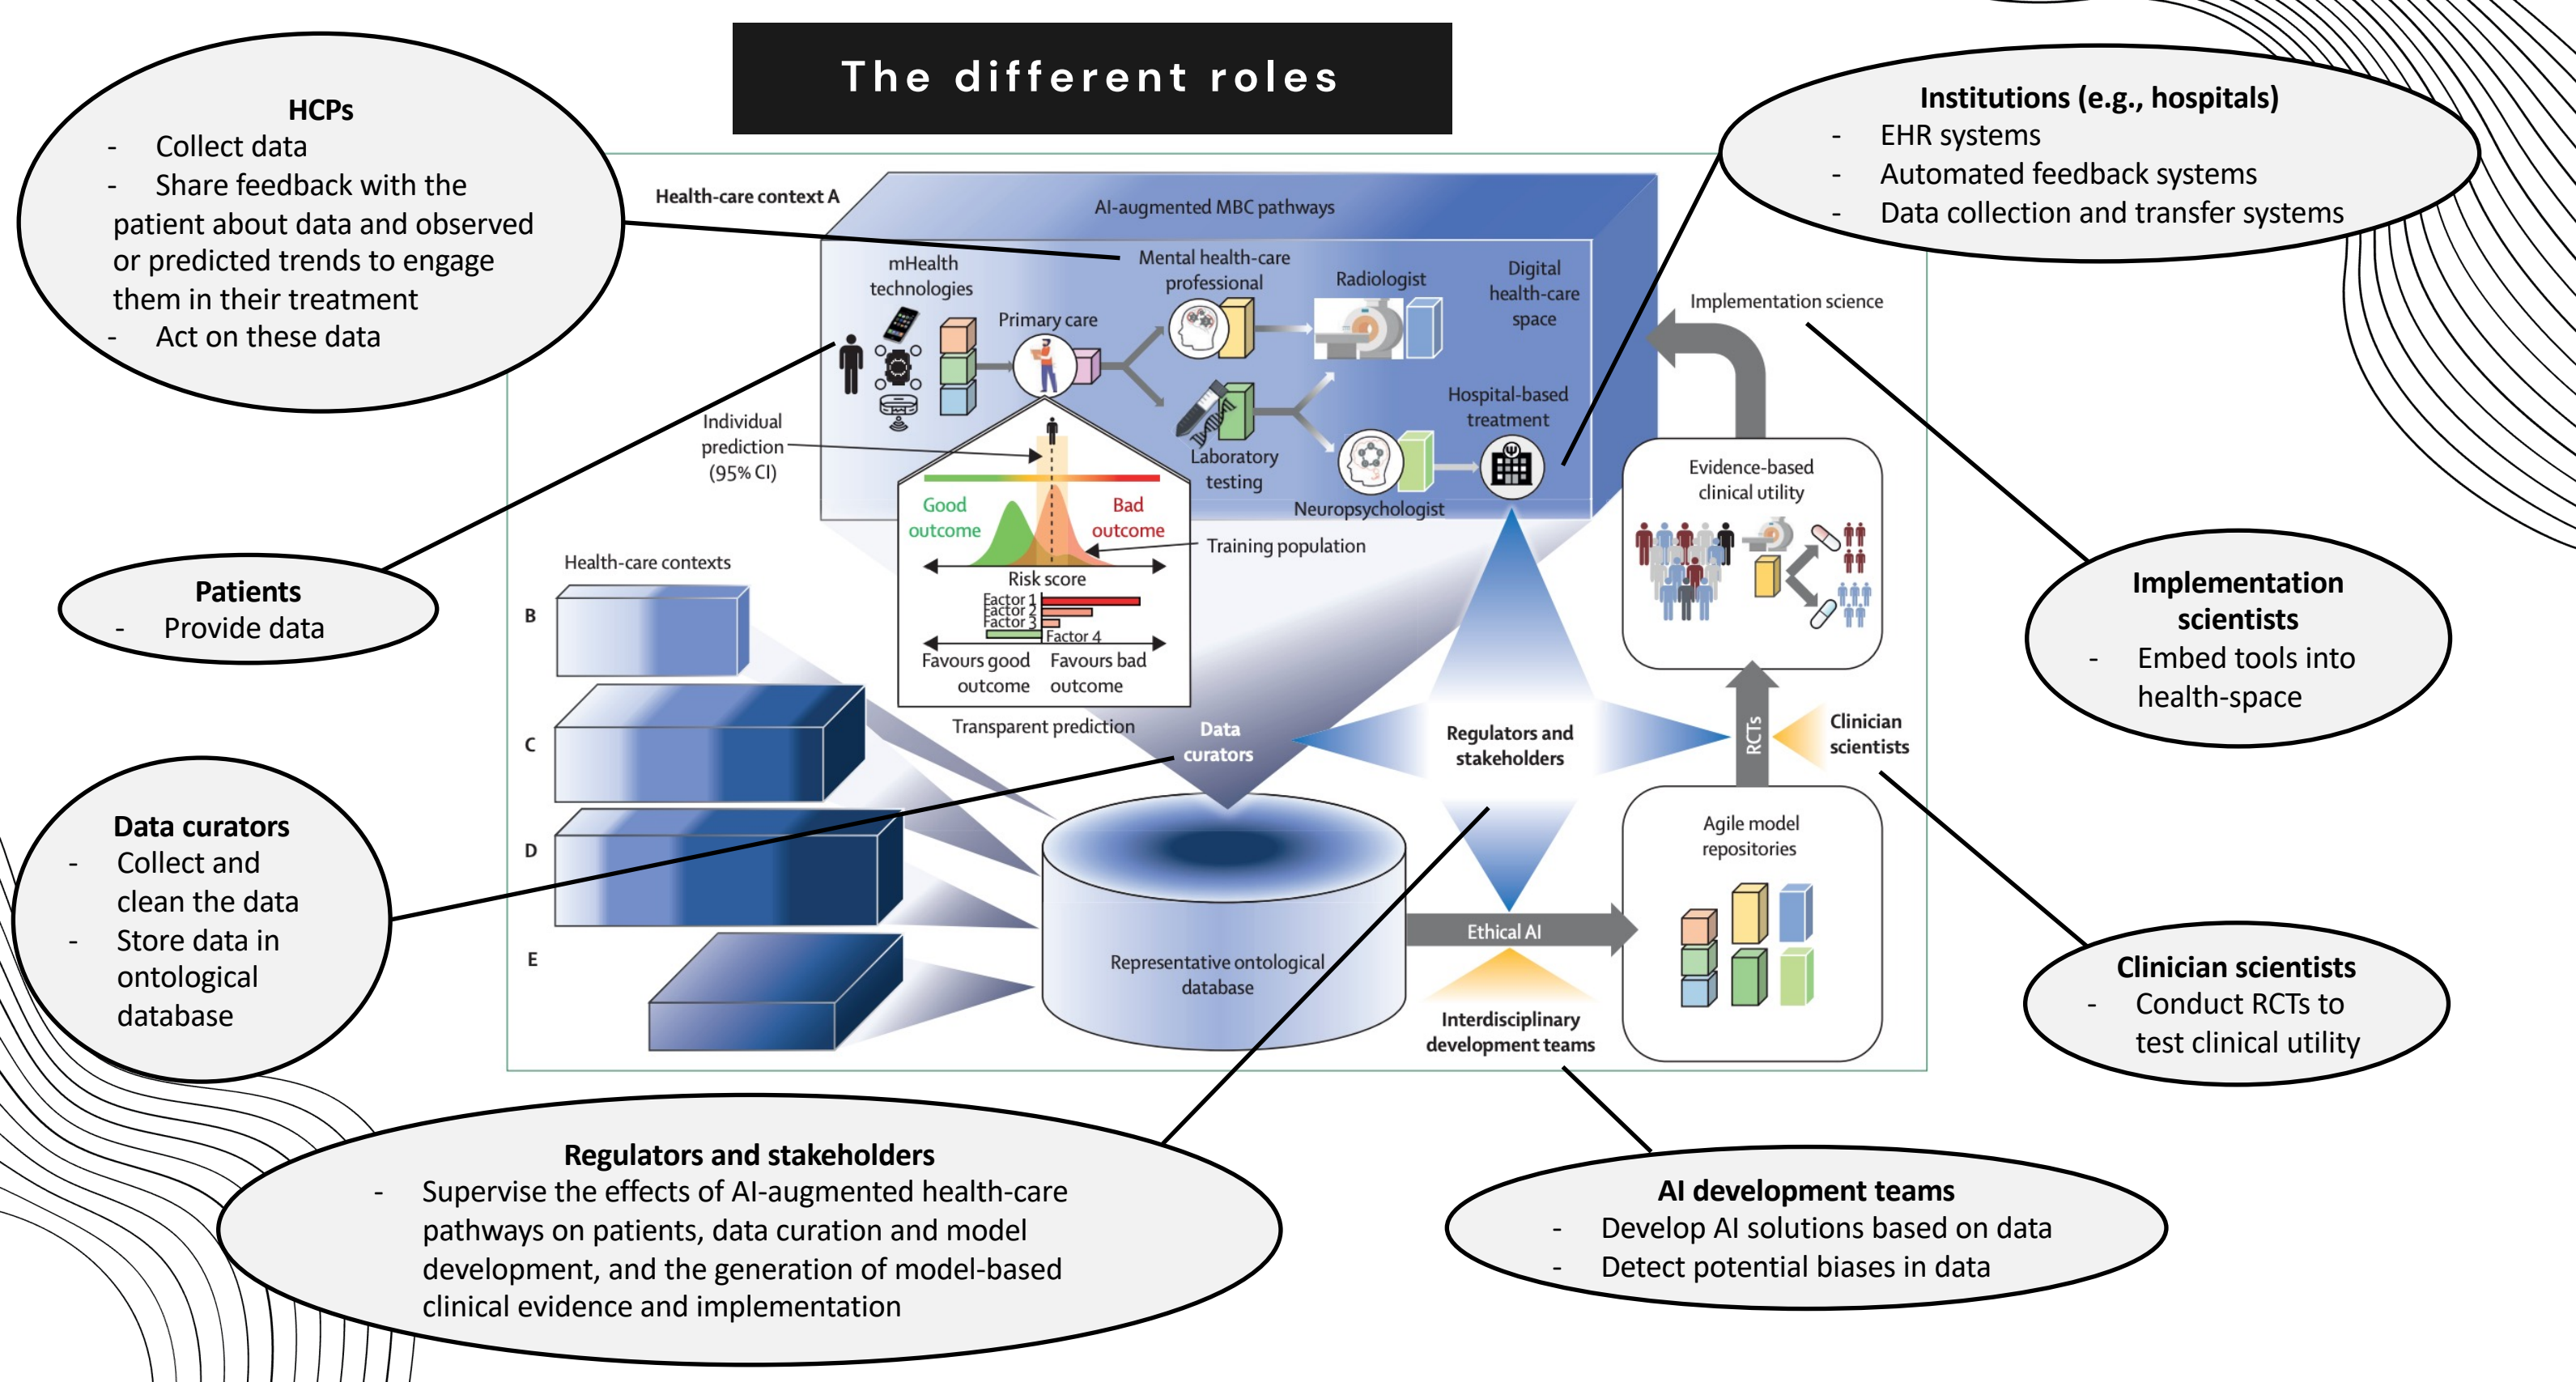 The different roles
HCPs
- Collect data
- Share feedback with the
patient about data and observed
or predicted trends to engage
them in their treatment
- Act on these data
Institutions (e.g., hospitals)
- EHR systems
- Automated feedback systems
- Data collection and transfer systems
Health-care context A
AI-augmented MBC pathways
mHealth
technologies
Primary care
Mental health-care
professional
Radiologist
Digital
health-care
space
Laboratory
testing
Neuropsychologist
Hospital-based
treatment
Implementation science
Individual
prediction
(95% CI)
Good
outcome
Bad
outcome
Training population
Risk score
Factor 1
Factor 2
Factor 3
Factor 4
Favours good
outcome
Favours bad
outcome
Transparent prediction
Evidence-based
clinical utility
Patients
- Provide data
Health-care contexts
B
C
D
E
Implementation
scientists
- Embed tools into
health-space
Data
curators
Regulators and
stakeholders
RCTs
Clinician
scientists
Data curators
- Collect and
clean the data
- Store data in
ontological
database
Agile model
repositories
Ethical AI
Representative ontological
database
Interdisciplinary
development teams
Clinician scientists
- Conduct RCTs to
test clinical utility
Regulators and stakeholders
- Supervise the effects of AI-augmented health-care
pathways on patients, data curation and model
development, and the generation of model-based
clinical evidence and implementation
AI development teams
- Develop AI solutions based on data
- Detect potential biases in data